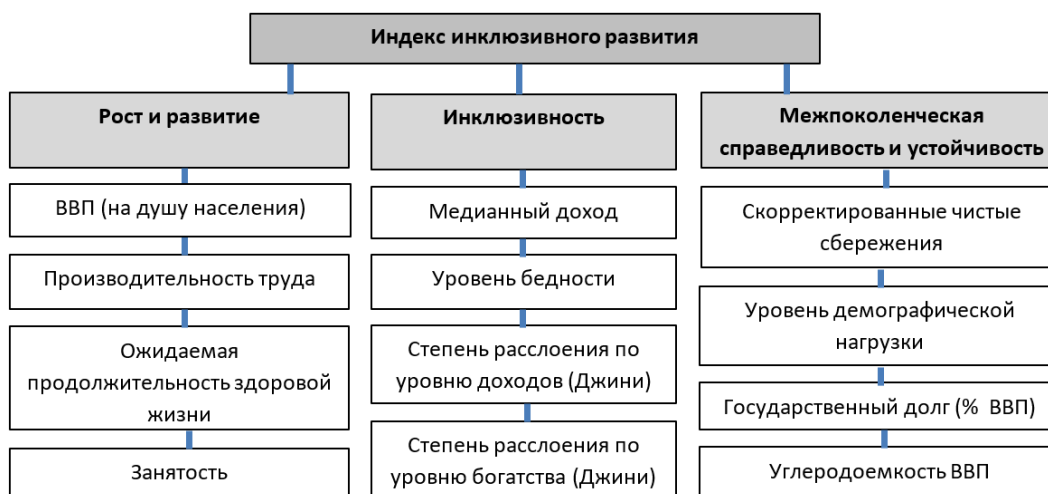 Индекс инклюзивного развития
Рост и развитие
ВВП (на душу населения)
Производительность труда
Ожидаемая
продолжительность здоровой
жизни
Занятость
Инклюзивность
Медианный доход
Уровень бедности
Степень расслоения по
уровню доходов (Джини)
Степень расслоения по
уровню богатства (Джини)
Межпоколенческая
справедливость и устойчивость
Скорректированные чистые
сбережения
Уровень демографической
нагрузки
Государственный долг (% ВВП)
Углеродоемкость ВВП